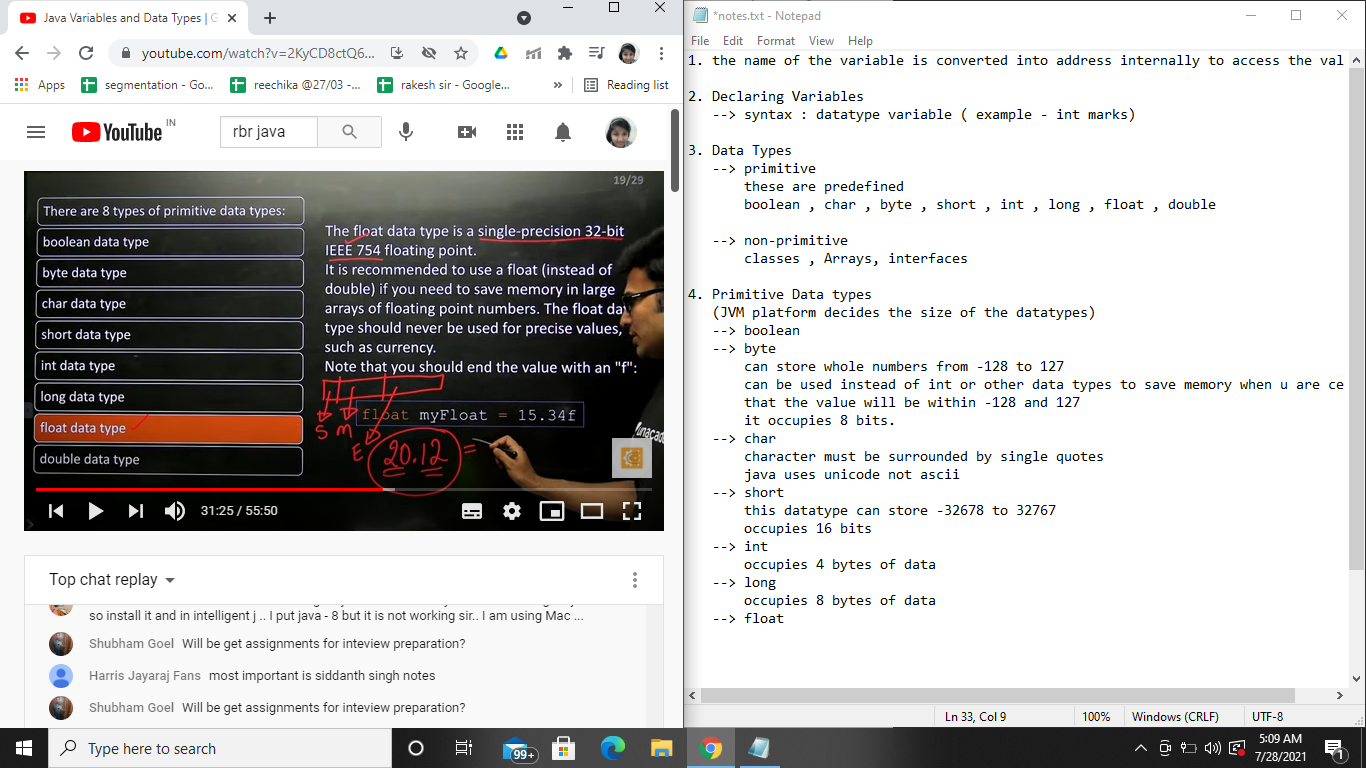 Java Variables and Data Types | G
youtube.com/watch?v=2KyCD8ctQ6...
Apps
segmentation - Go...
reechika @27/03 -...
rakesh sir - Google...
»
Reading list
YouTube IN
rbr java
19/29
There are 8 types of primitive data types:
boolean data type
byte data type
char data type
short data type
int data type
long data type
float data type
double data type
The float data type is a single-precision 32-bit
IEEE 754 floating point.
It is recommended to use a float (instead of
double) if you need to save memory in large
arrays of floating point numbers. The float da
type should never be used for precise values,
such as currency.
Note that you should end the value with an "f":
float myFloat = 15.34f
S M E
20.12 =
unacad
31:25 / 55:50
Top chat replay
so install it and in intelligent j .. I put java - 8 but it is not working sir.. I am using Mac ...
Shubham Goel Will be get assignments for inteview preparation?
Harris Jayaraj Fans most important is siddanth singh notes
Shubham Goel Will be get assignments for inteview preparation?
*notes.txt - Notepad
File Edit Format View Help
1. the name of the variable is converted into address internally to access the val
2. Declaring Variables
--> syntax : datatype variable ( example - int marks)
3. Data Types
--> primitive
these are predefined
boolean , char , byte , short , int , long , float , double
--> non-primitive
classes , Arrays, interfaces
4. Primitive Data types
(JVM platform decides the size of the datatypes)
--> boolean
--> byte
can store whole numbers from -128 to 127
can be used instead of int or other data types to save memory when u are ce
that the value will be within -128 and 127
it occupies 8 bits.
--> char
character must be surrounded by single quotes
java uses unicode not ascii
--> short
this datatype can store -32678 to 32767
occupies 16 bits
--> int
occupies 4 bytes of data
--> long
occupies 8 bytes of data
--> float
Ln 33, Col 9
100%
Windows (CRLF)
UTF-8
Type here to search
99+
5:09 AM
7/28/2021
1